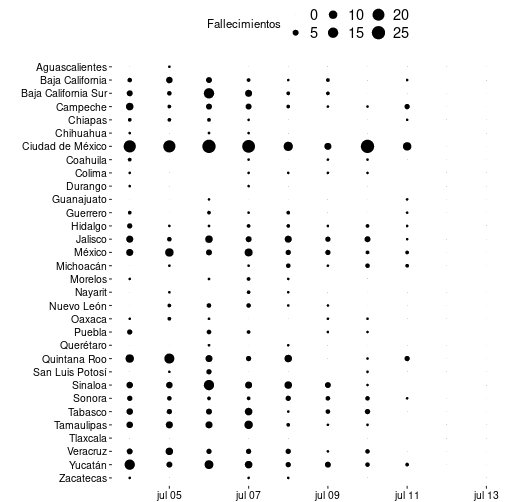 Fallecimientos
0 10 20
5 15 25
Aguascalientes
Baja California
Baja California Sur
Campeche
Chiapas
Chihuahua
Ciudad de México
Coahuila
Colima
Durango
Guanajuato
Guerrero
Hidalgo
Jalisco
México
Michoacán
Morelos
Nayarit
Nuevo León
Oaxaca
Puebla
Querétaro
Quintana Roo
San Luis Potosí
Sinaloa
Sonora
Tabasco
Tamaulipas
Tlaxcala
Veracruz
Yucatán
Zacatecas
jul 05 jul 07 jul 09 jul 11 jul 13